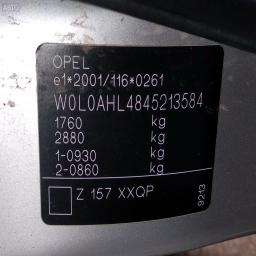 OPEL
e1*2001/116*0261
W0L0AHL4845213584
1760 kg
2880 kg
1-0930 kg
2-0860 kg
Z 157 XXQP
9213